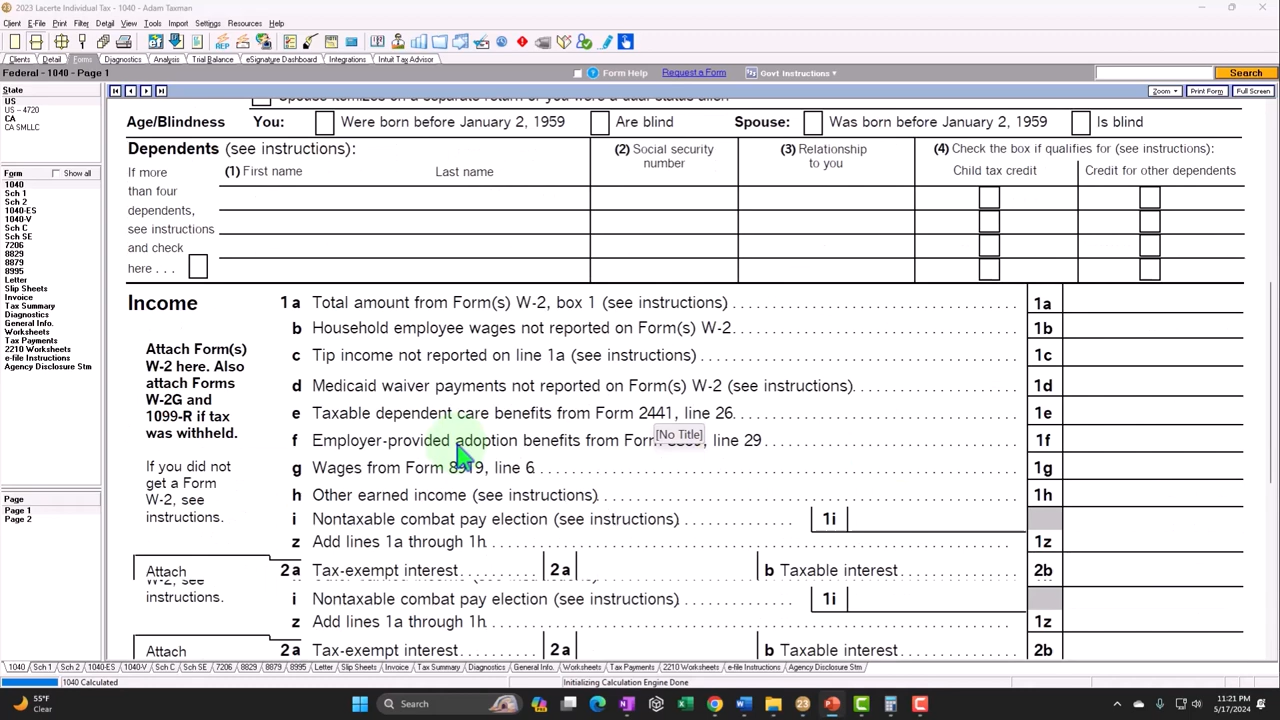 2023 Lacerte Individual Tax - 1040 - Adam Taxman
Client E-File Print Filter Detail View Tools Import Settings Resources Help
Clients Detail Forms Diagnostics Analysis Trial Balance eSignature Dashboard Integrations Intuit Tax Advisor
Federal - 1040 - Page 1
Form Help Request a Form Govt Instructions Search
Zoom Print Form Full Screen
State
US
US - 4720
CA
CA SMLLC
Form Show all
1040
Sch 1
Sch 2
1040-ES
1040-V
Sch C
Sch SE
7206
8829
8879
8995
Letter
Slip Sheets
Invoice
Tax Summary
Diagnostics
General Info.
Worksheets
Tax Payments
2210 Worksheets
e-file Instructions
Agency Disclosure Stm
Page
Page 1
Page 2
Spouse itemizes on a separate return or you were a dual status alien
Age/Blindness You: Were born before January 2, 1959 Are blind Spouse: Was born before January 2, 1959 Is blind
Dependents (see instructions): (2) Social security number (3) Relationship to you (4) Check the box if qualifies for (see instructions):
(1) First name Last name Child tax credit Credit for other dependents
If more
than four
dependents,
see instructions
and check
here . . .
Income 1 a Total amount from Form(s) W-2, box 1 (see instructions) 1a
b Household employee wages not reported on Form(s) W-2 1b
c Tip income not reported on line 1a (see instructions) 1c
d Medicaid waiver payments not reported on Form(s) W-2 (see instructions) 1d
e Taxable dependent care benefits from Form 2441, line 26 1e
[No Title]
f Employer-provided adoption benefits from Form line 29 1f
g Wages from Form 8919, line 6 1g
h Other earned income (see instructions) 1h
i Nontaxable combat pay election (see instructions) 1i
z Add lines 1a through 1h 1z
Attach Form(s)
W-2 here. Also
attach Forms
W-2G and
1099-R if tax
was withheld.
If you did not
get a Form
W-2, see
instructions.
Attach 2 a Tax-exempt interest 2 a b Taxable interest 2b
W-2, see
instructions.
i Nontaxable combat pay election (see instructions) 1i
z Add lines 1a through 1h 1z
Attach 2 a Tax-exempt interest 2 a b Taxable interest 2b
1040 Sch 1 Sch 2 1040-ES 1040-V Sch C Sch SE 7206 8829 8879 8995 Letter Slip Sheets Invoice Tax Summary Diagnostics General Info. Worksheets Tax Payments 2210 Worksheets e-file Instructions Agency Disclosure Stm
1040 Calculated Initializing Calculation Engine Done
55°F
Clear
Search
11:21 PM
5/17/2024